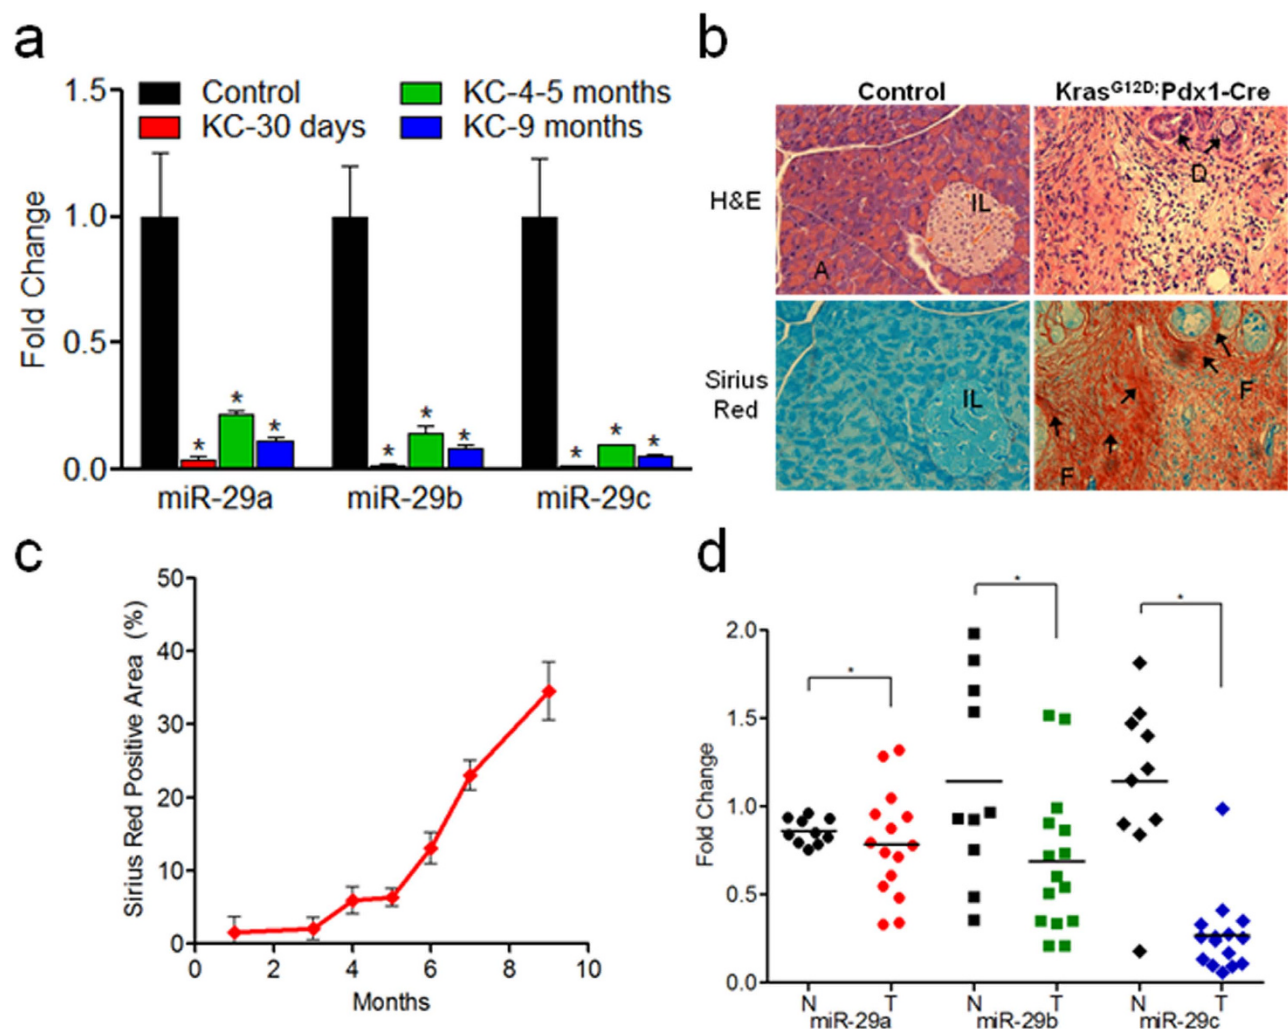 a
1.5
1.0
0.5
0.0
Fold Change
Control
KC-30 days
KC-4-5 months
KC-9 months
* * *
* * *
* * *
miR-29a miR-29b miR-29c
b
Control KrasG12D;Pdx1-Cre
H&E
IL
A
D
Sirius
Red
IL
F
F
c
50
40
30
20
10
0
Sirius Red Positive Area (%)
0 2 4 6 8 10
Months
d
* * *
2.0
1.5
1.0
0.5
0.0
Fold Change
N T N T N T
miR-29a miR-29b miR-29c